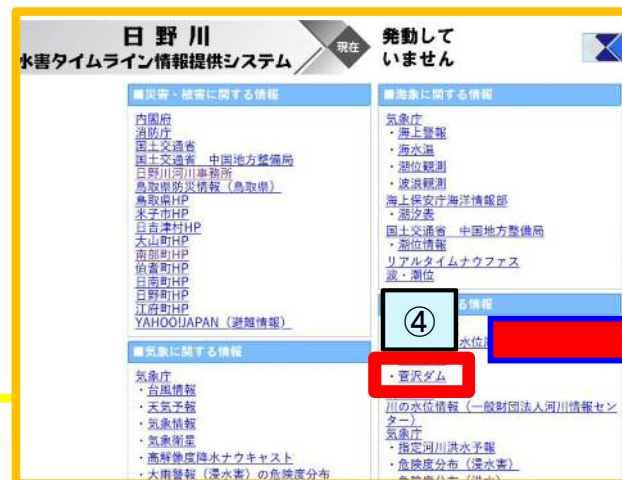 日野川
水害タイムライン情報提供システム
現在
発動して
いません
■災害・被害に関する情報
内閣府
消防庁
国土交通省
国土交通省 中国地方整備局
日野川河川事務所
鳥取県防災情報（鳥取県）
鳥取県HP
米子市HP
日吉津村HP
大山町HP
南部町HP
伯耆町HP
日南町HP
日野町HP
江府町HP
YAHOO!JAPAN（避難情報）
■気象に関する情報
気象庁
・台風情報
・天気予報
・気象情報
・気象衛星
・高解像度降水ナウキャスト
・大雨警報（浸水害）の危険度分布
■海象に関する情報
気象庁
・海上警報
・海水温
・潮位観測
・波浪観測
海上保安庁海洋情報部
・潮汐表
国土交通省 中国地方整備局
・潮位情報
リアルタイムナウファス
波・潮位
④
る情報
水位
・菅沢ダム
川の水位情報（一般財団法人河川情報セン
ター）
気象庁
・指定河川洪水予報
・危険度分布（浸水害）